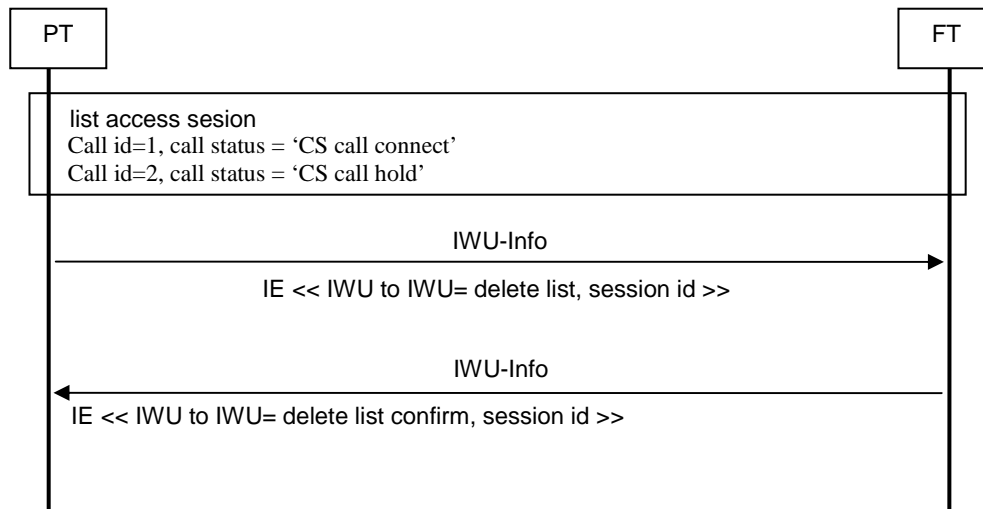 PT
FT
list access sesion
Call id=1, call status = ‘CS call connect’
Call id=2, call status = ‘CS call hold’
IWU-Info
IE << IWU to IWU= delete list, session id >>
IWU-Info
IE << IWU to IWU= delete list confirm, session id >>